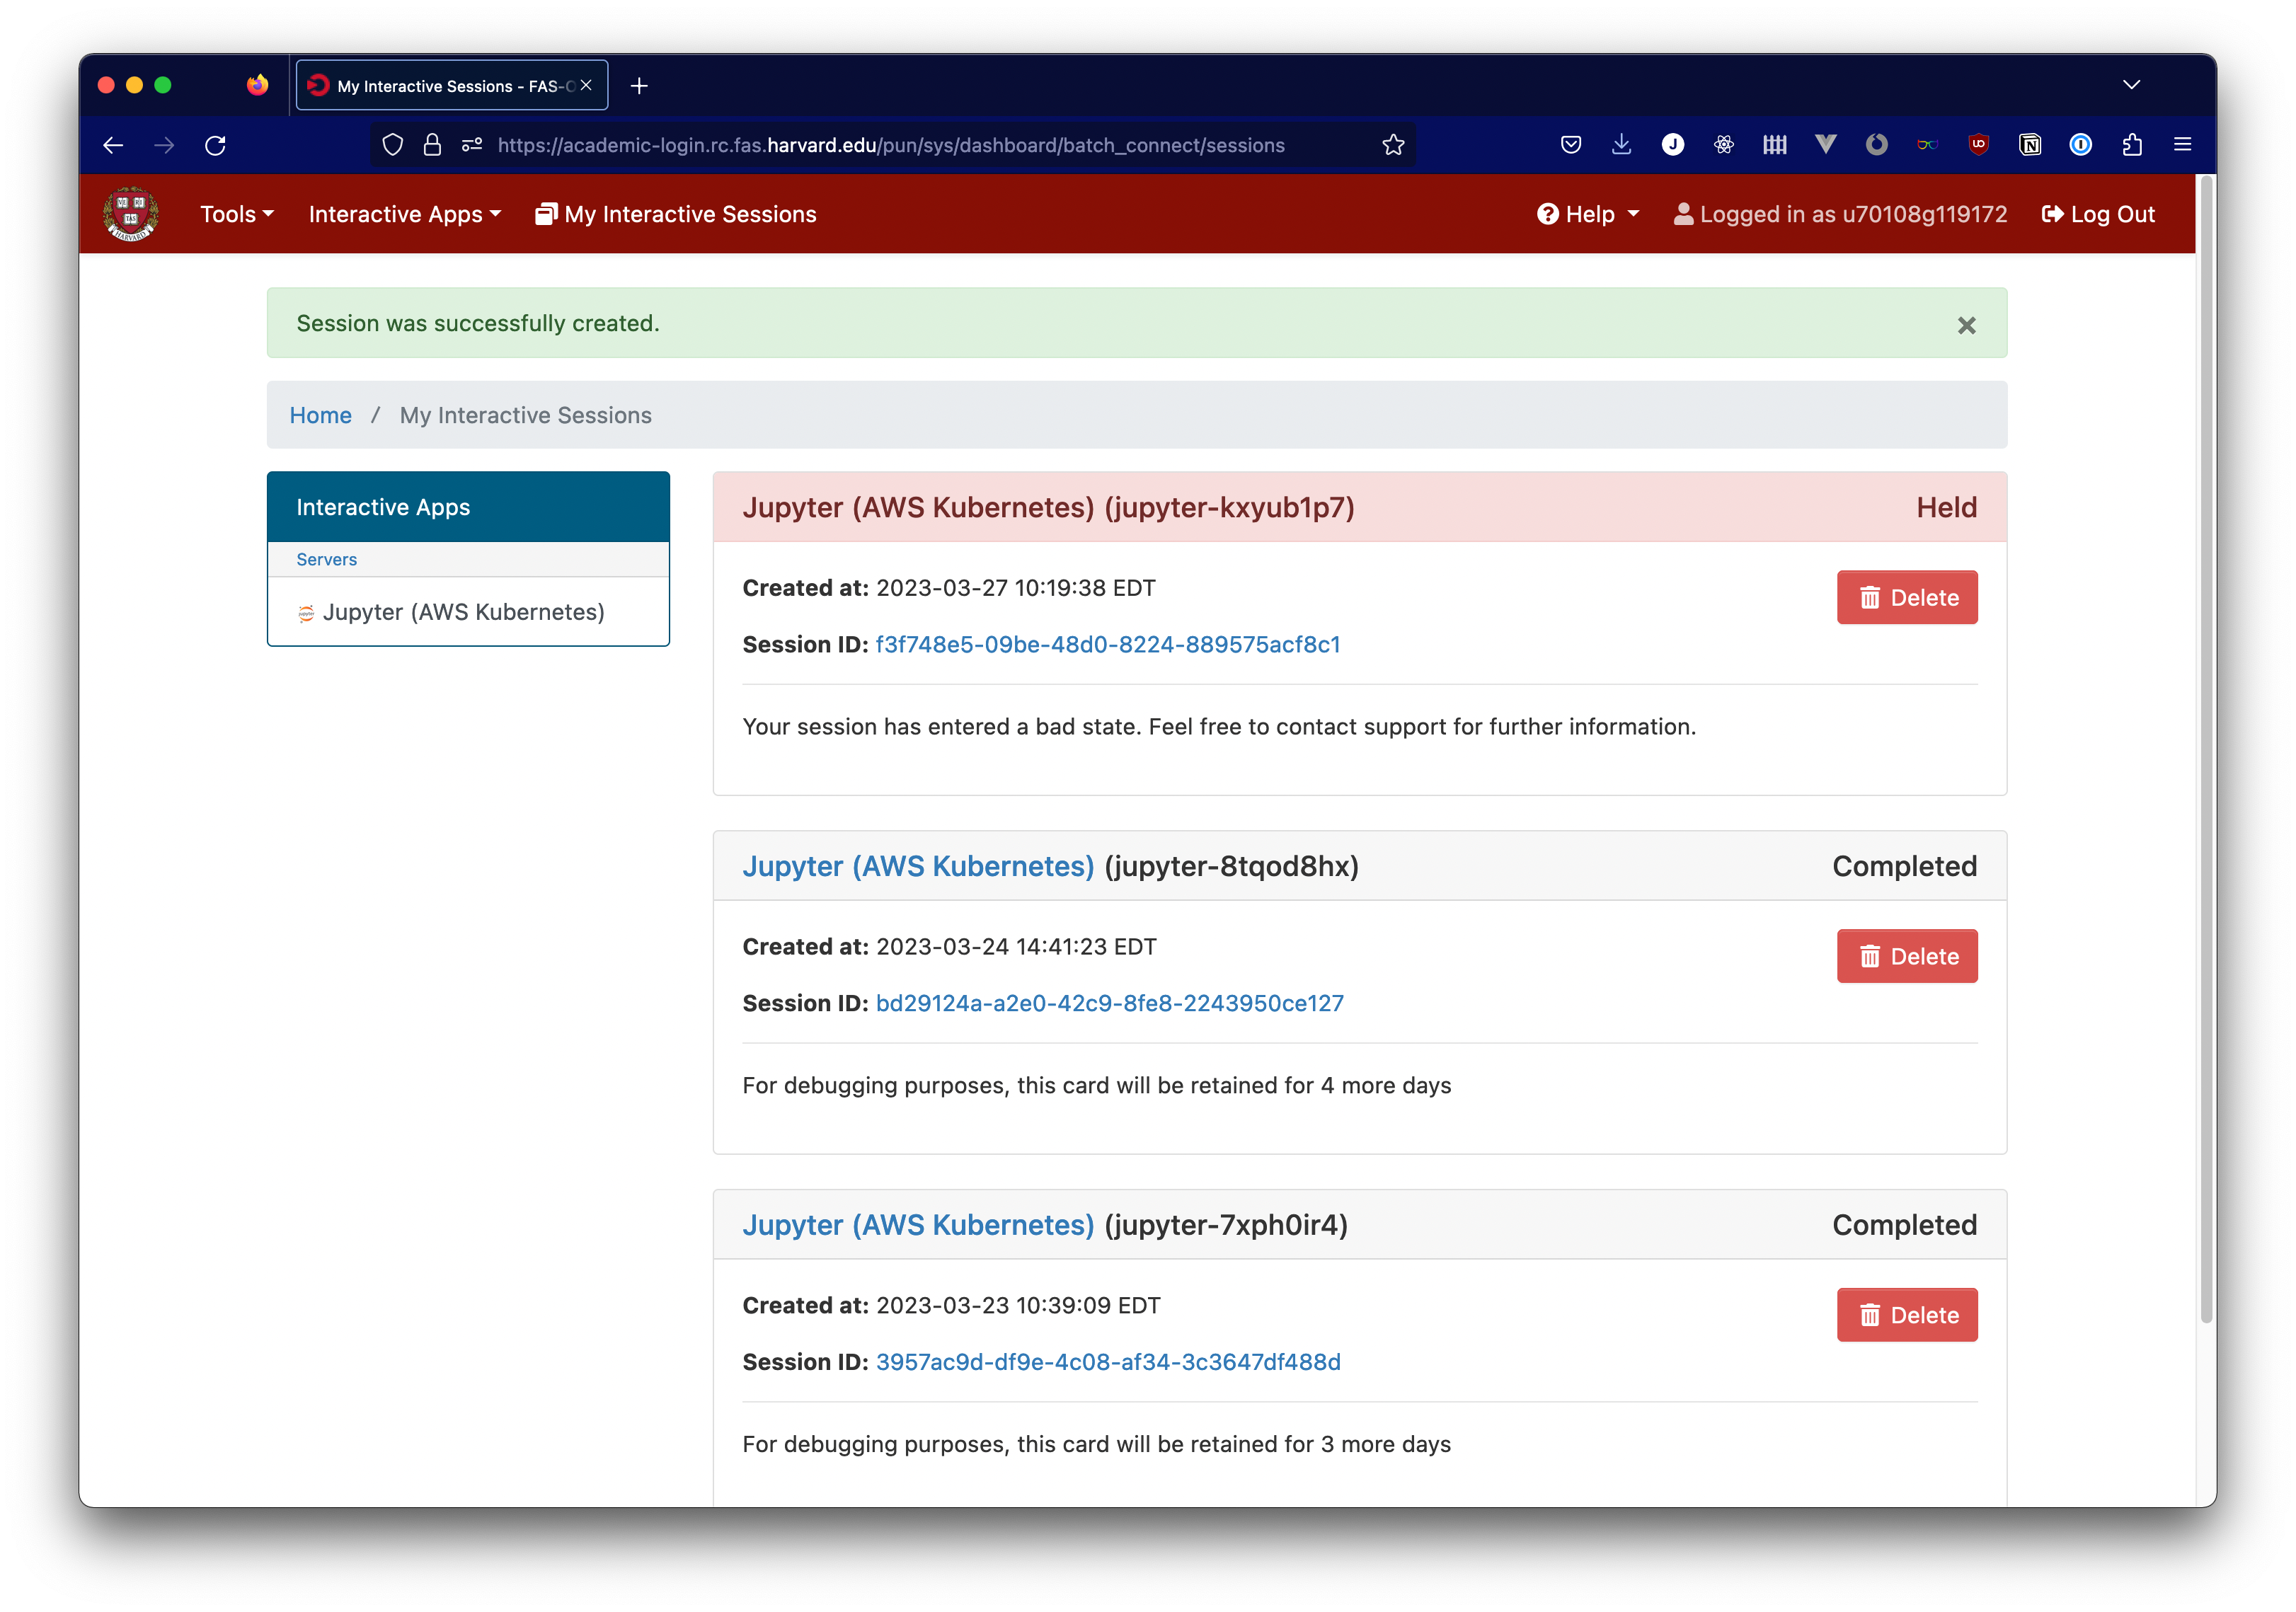 My Interactive Sessions - FAS-O
https://academic-login.rc.fas.harvard.edu/pun/sys/dashboard/batch_connect/sessions
Tools
Interactive Apps
My Interactive Sessions
Help
Logged in as u70108g119172
Log Out
Session was successfully created.
Home / My Interactive Sessions
Interactive Apps
Servers
Jupyter (AWS Kubernetes)
Jupyter (AWS Kubernetes) (jupyter-kxyub1p7)
Held
Created at: 2023-03-27 10:19:38 EDT
Delete
Session ID: f3f748e5-09be-48d0-8224-889575acf8c1
Your session has entered a bad state. Feel free to contact support for further information.
Jupyter (AWS Kubernetes) (jupyter-8tqod8hx)
Completed
Created at: 2023-03-24 14:41:23 EDT
Delete
Session ID: bd29124a-a2e0-42c9-8fe8-2243950ce127
For debugging purposes, this card will be retained for 4 more days
Jupyter (AWS Kubernetes) (jupyter-7xph0ir4)
Completed
Created at: 2023-03-23 10:39:09 EDT
Delete
Session ID: 3957ac9d-df9e-4c08-af34-3c3647df488d
For debugging purposes, this card will be retained for 3 more days